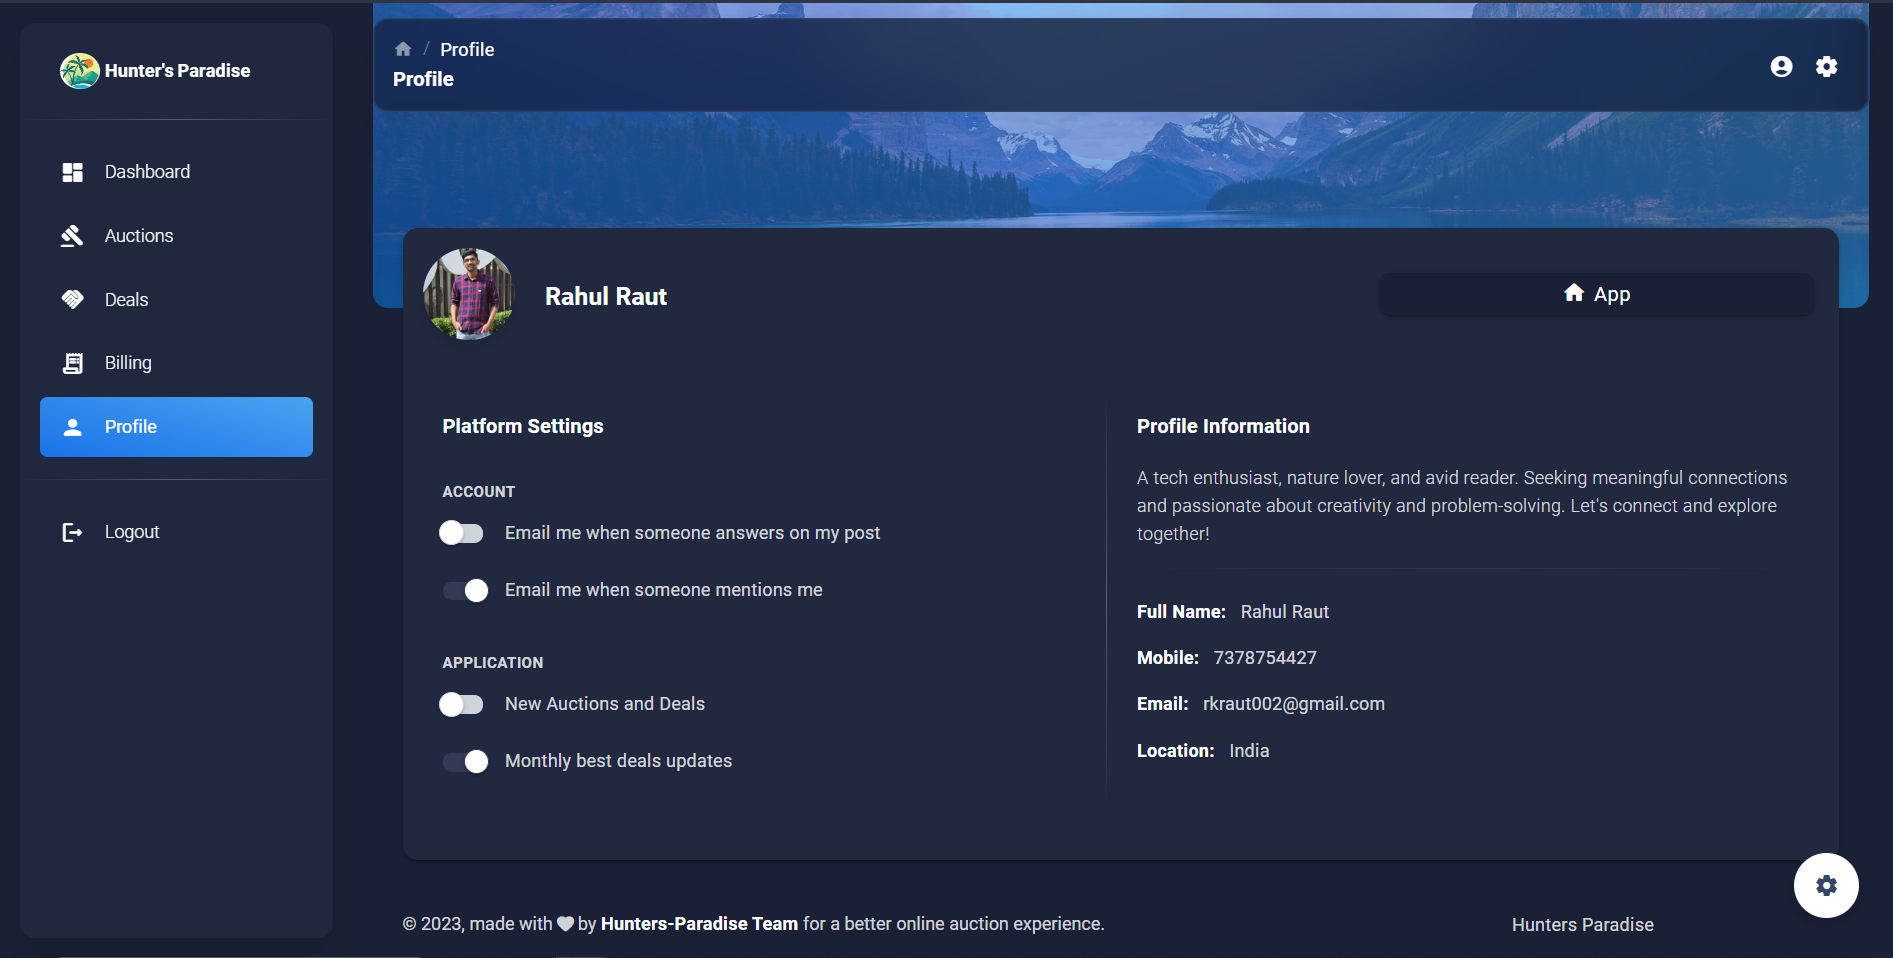 Hunter's Paradise
Dashboard
Auctions
Deals
Billing
Profile
Logout
/ Profile
Profile
Rahul Raut
App
Platform Settings
ACCOUNT
Email me when someone answers on my post
Email me when someone mentions me
APPLICATION
New Auctions and Deals
Monthly best deals updates
Profile Information
A tech enthusiast, nature lover, and avid reader. Seeking meaningful connections
and passionate about creativity and problem-solving. Let's connect and explore
together!
Full Name: Rahul Raut
Mobile: 7378754427
Email: rkraut002@gmail.com
Location: India
© 2023, made with by Hunters-Paradise Team for a better online auction experience.
Hunters Paradise